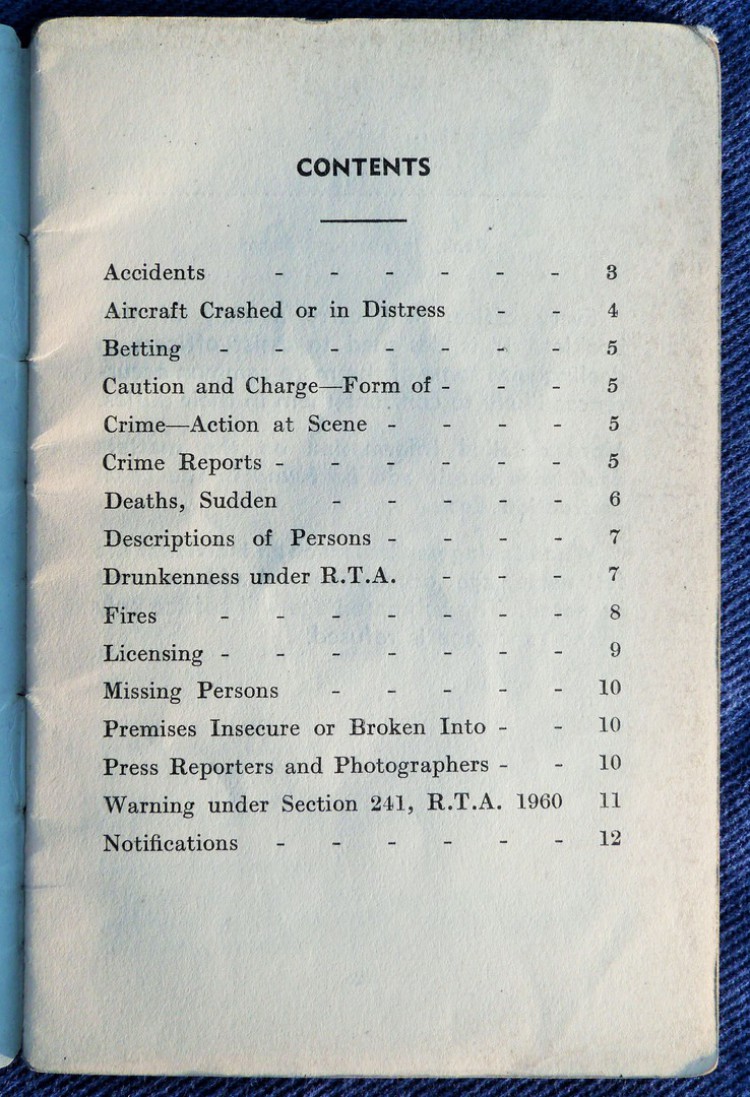 CONTENTS
Accidents - - - - - - 3
Aircraft Crashed or in Distress - - 4
Betting - - - - - - - 5
Caution and Charge—Form of - - - 5
Crime—Action at Scene - - - - 5
Crime Reports - - - - - - 5
Deaths, Sudden - - - - - 6
Descriptions of Persons - - - - 7
Drunkenness under R.T.A. - - - 7
Fires - - - - - - - 8
Licensing - - - - - - - 9
Missing Persons - - - - - 10
Premises Insecure or Broken Into - - 10
Press Reporters and Photographers - - 10
Warning under Section 241, R.T.A. 1960 11
Notifications - - - - - - 12